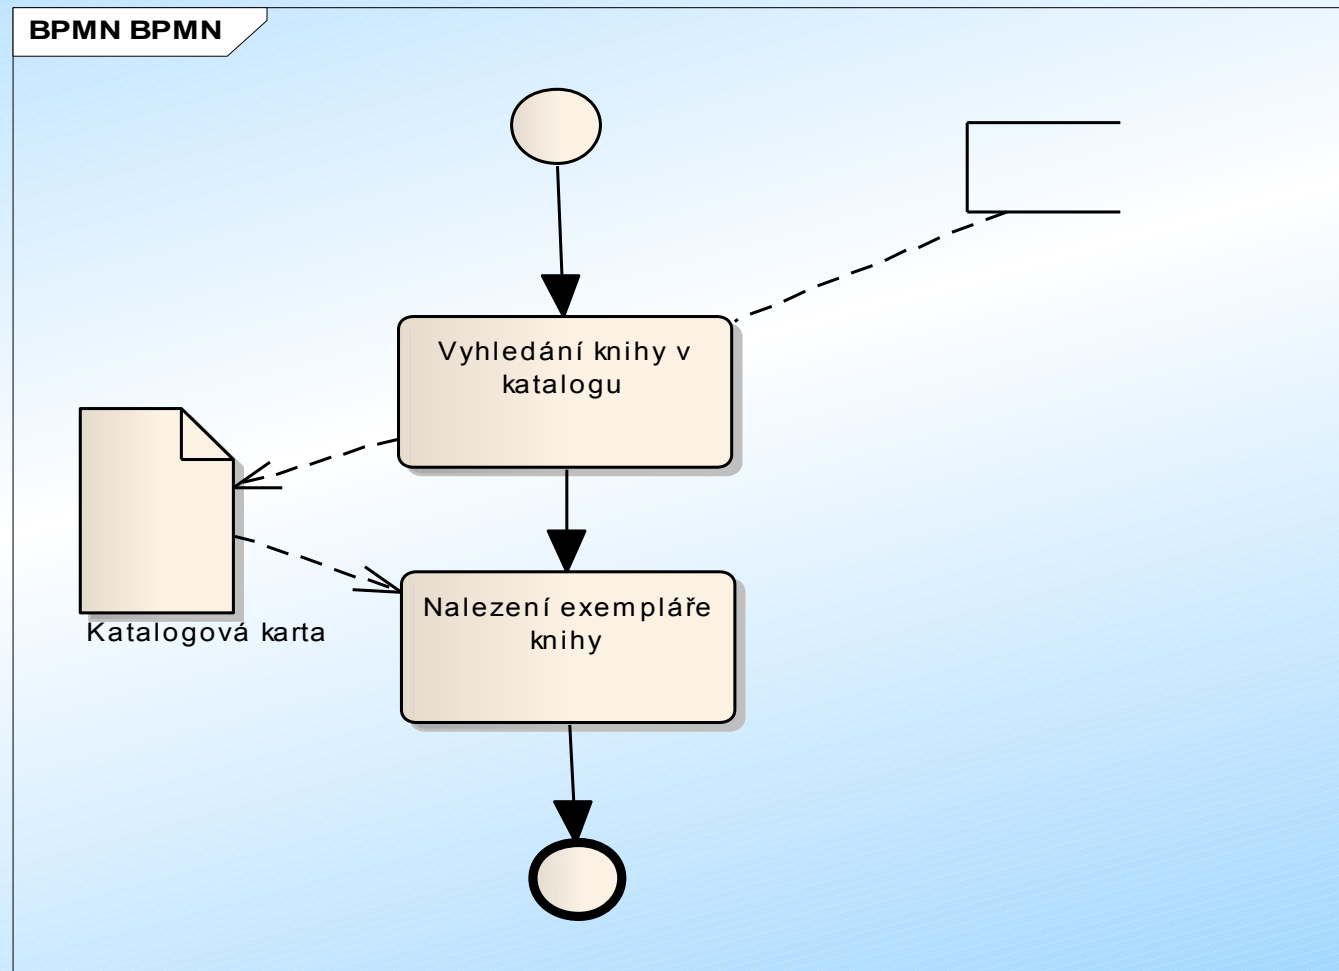 BPMN BPMN
Vyhledání knihy v
katalogu
Nalezení exempláře
knihy
Katalogová karta